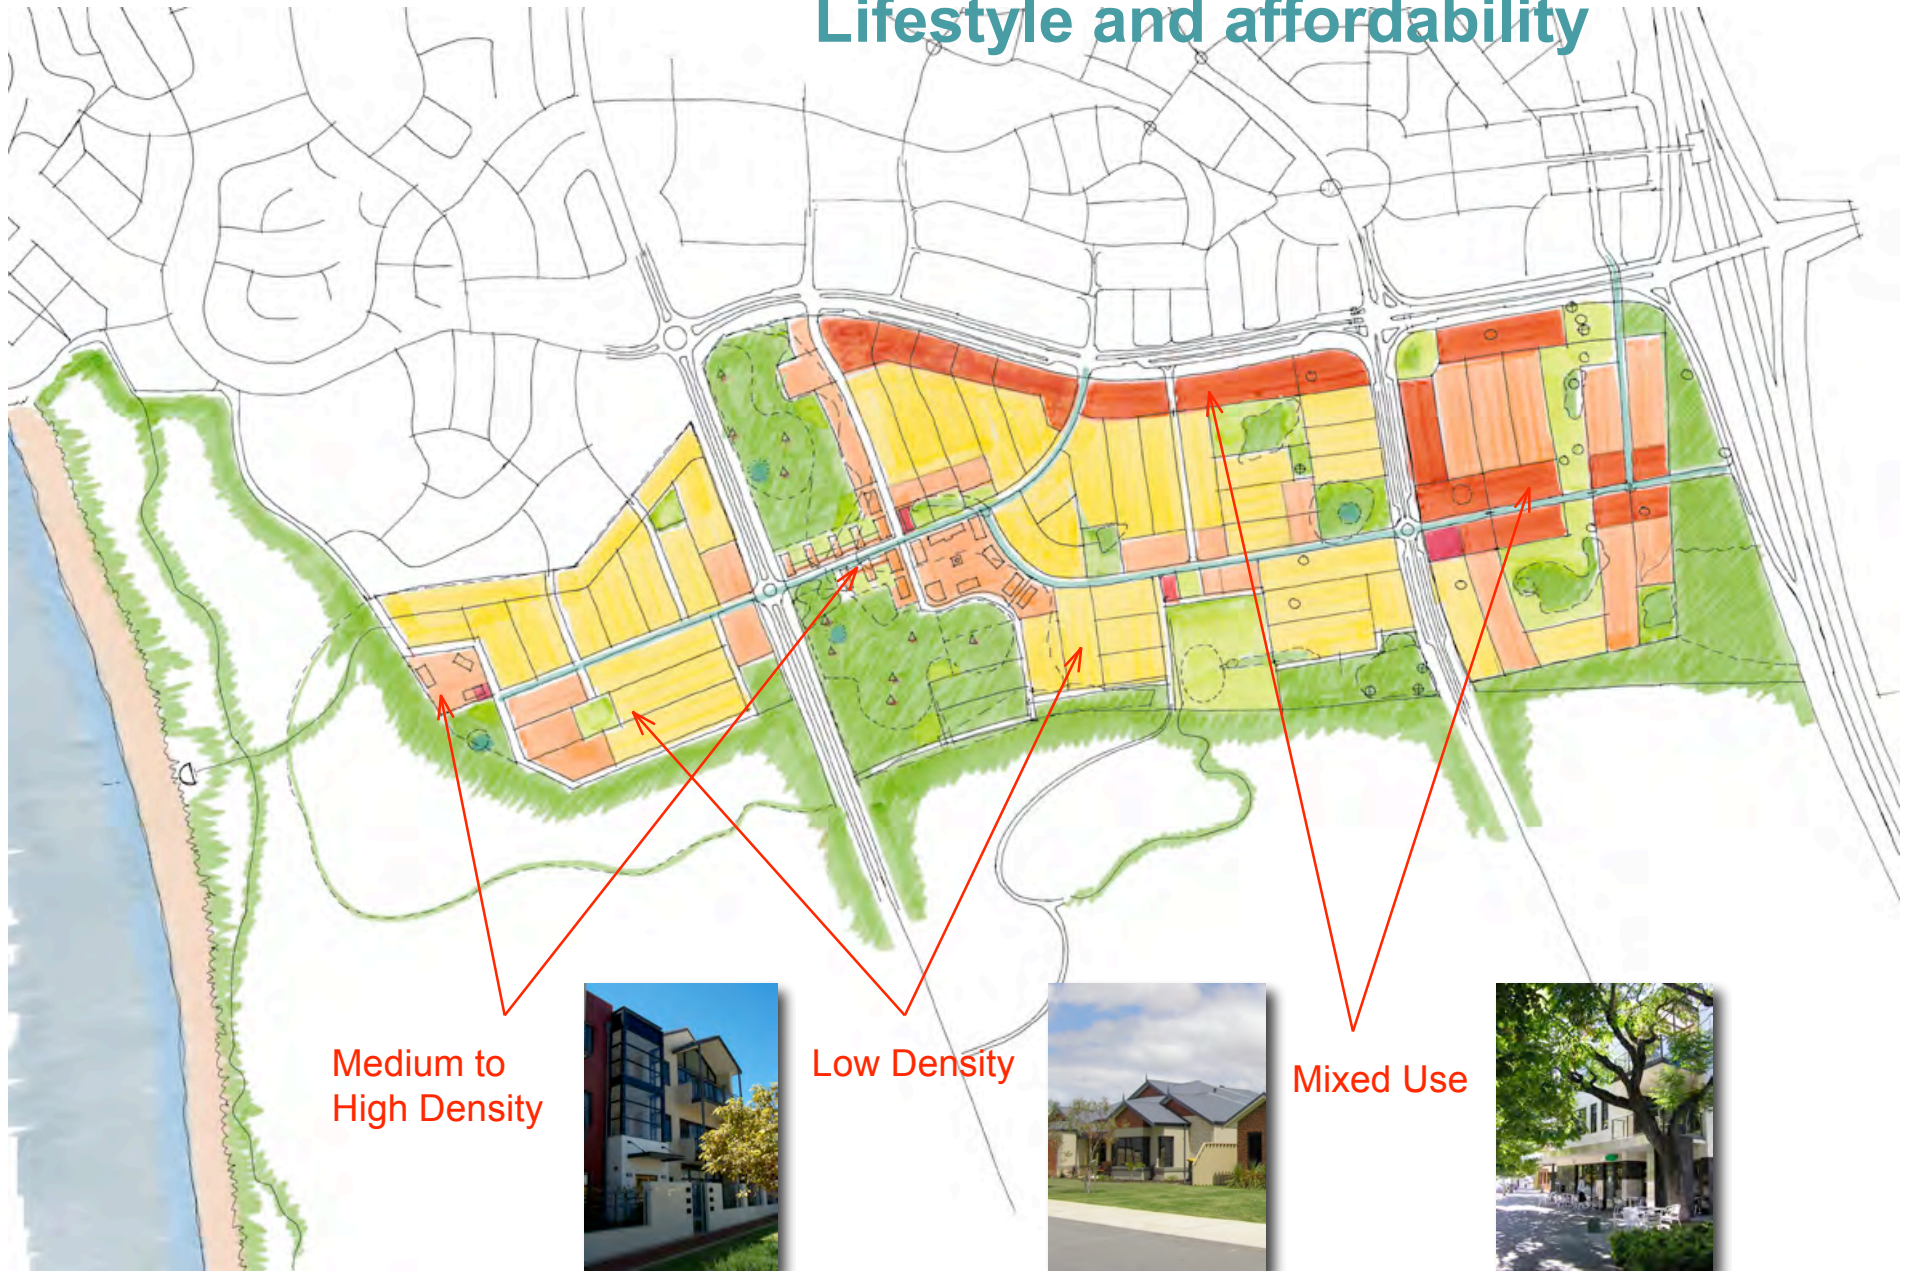 Lifestyle and affordability
Medium to
High Density
Low Density
Mixed Use